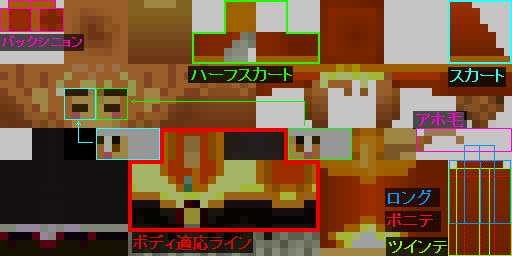 バックシニョン
ハーフスカート
スカート
アホ毛
ロング
ポニテ
ツインテ
ボディ適応ライン